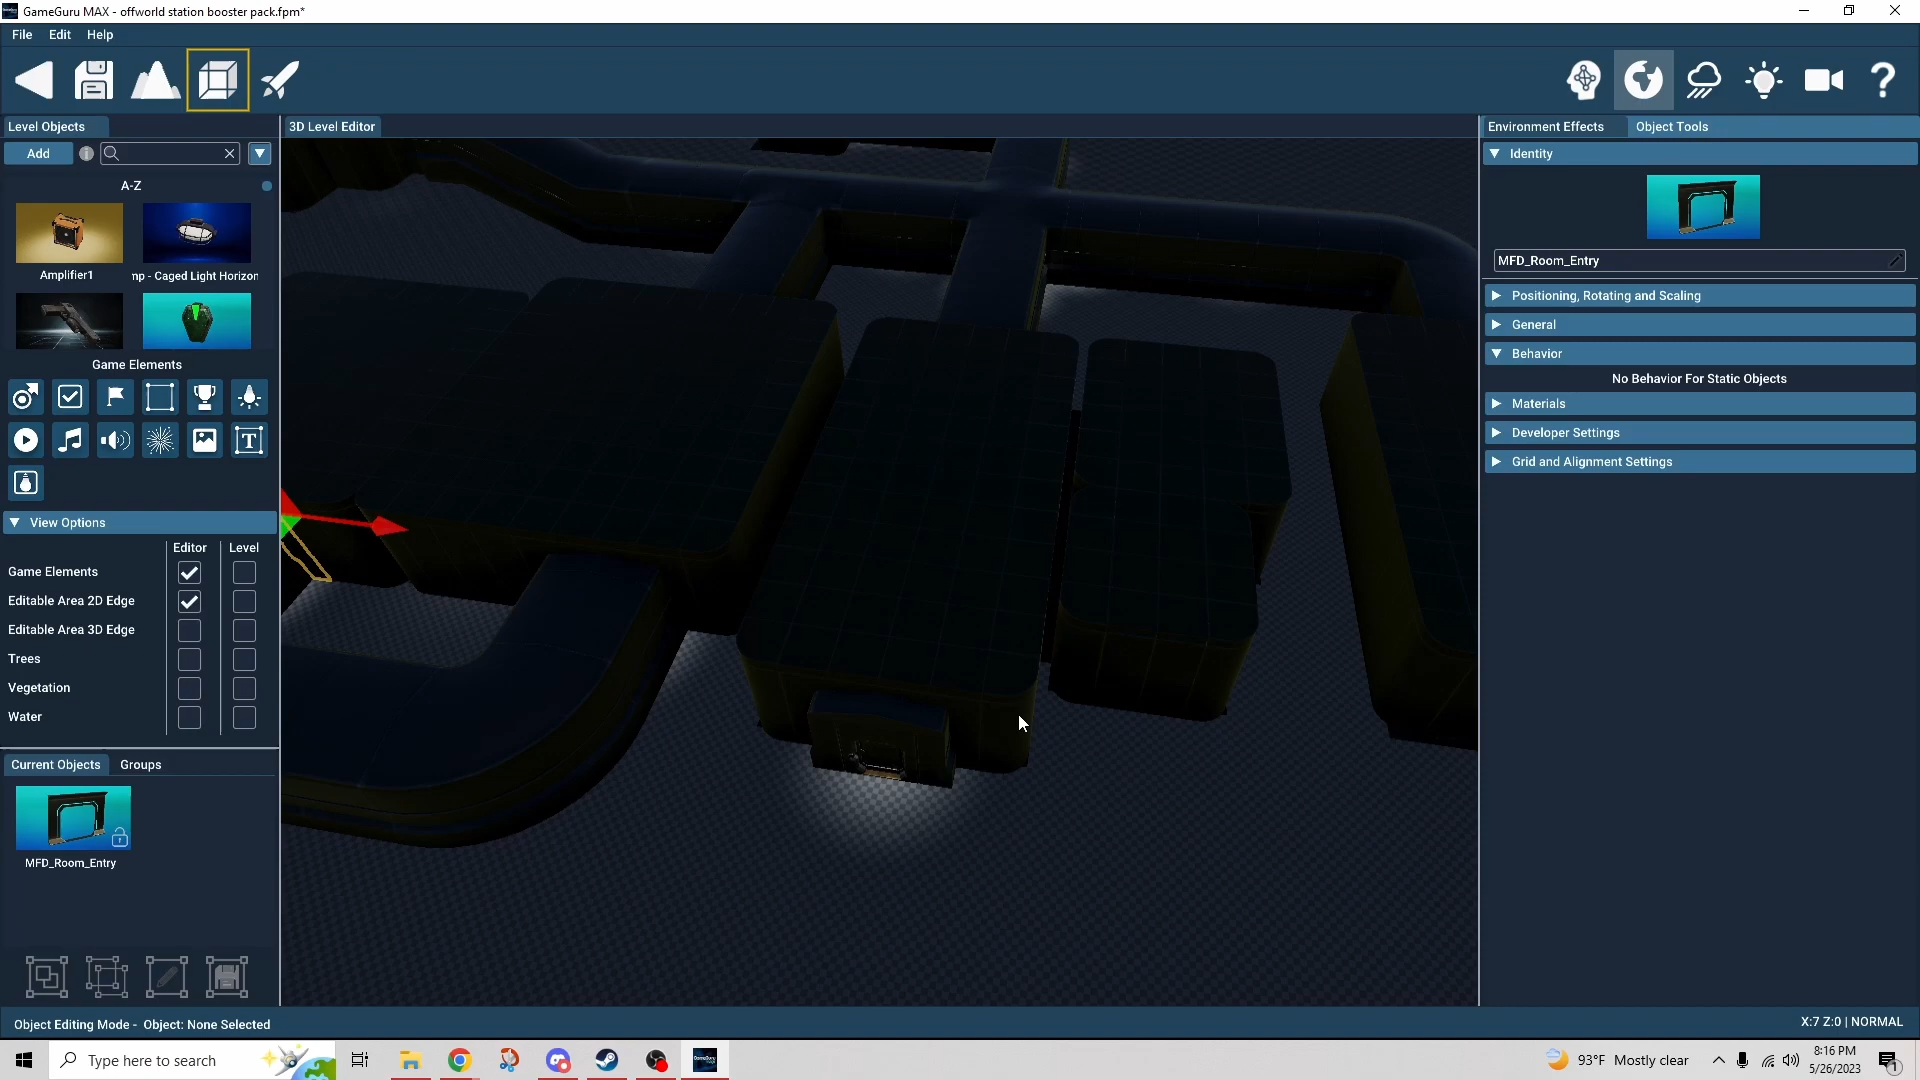 GameGuru MAX - offworld station booster pack.fpm*
File Edit Help
Level Objects
3D Level Editor
Environment Effects Object Tools
Add
A-Z
Amplifier1
np - Caged Light Horizon
Game Elements
T
View Options
Editor Level
Game Elements
Editable Area 2D Edge
Editable Area 3D Edge
Trees
Vegetation
Water
Current Objects Groups
MFD_Room_Entry
Identity
MFD_Room_Entry
Positioning, Rotating and Scaling
General
Behavior
No Behavior For Static Objects
Materials
Developer Settings
Grid and Alignment Settings
Object Editing Mode - Object: None Selected
X:7 Z:0 | NORMAL
Type here to search
93°F Mostly clear
8:16 PM
5/26/2023
1